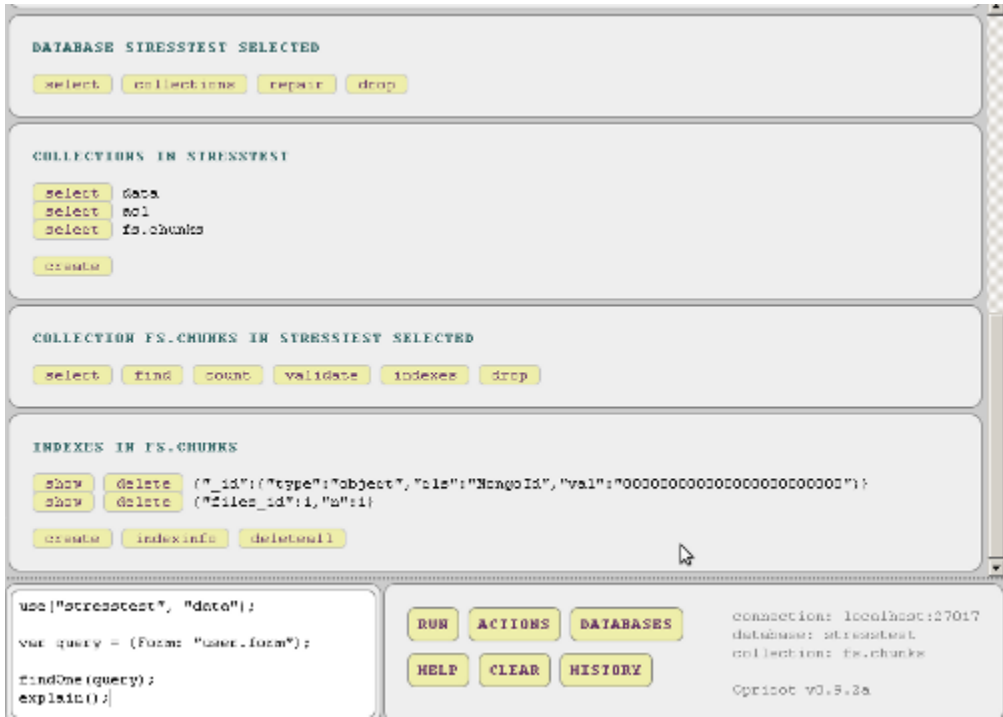 DATABASE STRESSTEST SELECTED
select collections repair drop
COLLECTIONS IN STRESSTEST
select data
select acl
select fs.chunks
create
COLLECTION FS.CHUNKS IN STRESSTEST SELECTED
select find count validate indexes drop
INDEXES IN FS.CHUNKS
show delete {"_id":{"type":"object","cls":"MongoId","val":"000000000000000000000000"}}
show delete {"files_id":1,"n":1}
create indexinfo deleteall
use("stresstest", "data");
var query = {Form: "user.form"};
findOne(query);
explain();
RUN ACTIONS DATABASES
HELP CLEAR HISTORY
connection: localhost:27017
database: stresstest
collection: fs.chunks
Opricot v0.9.2a